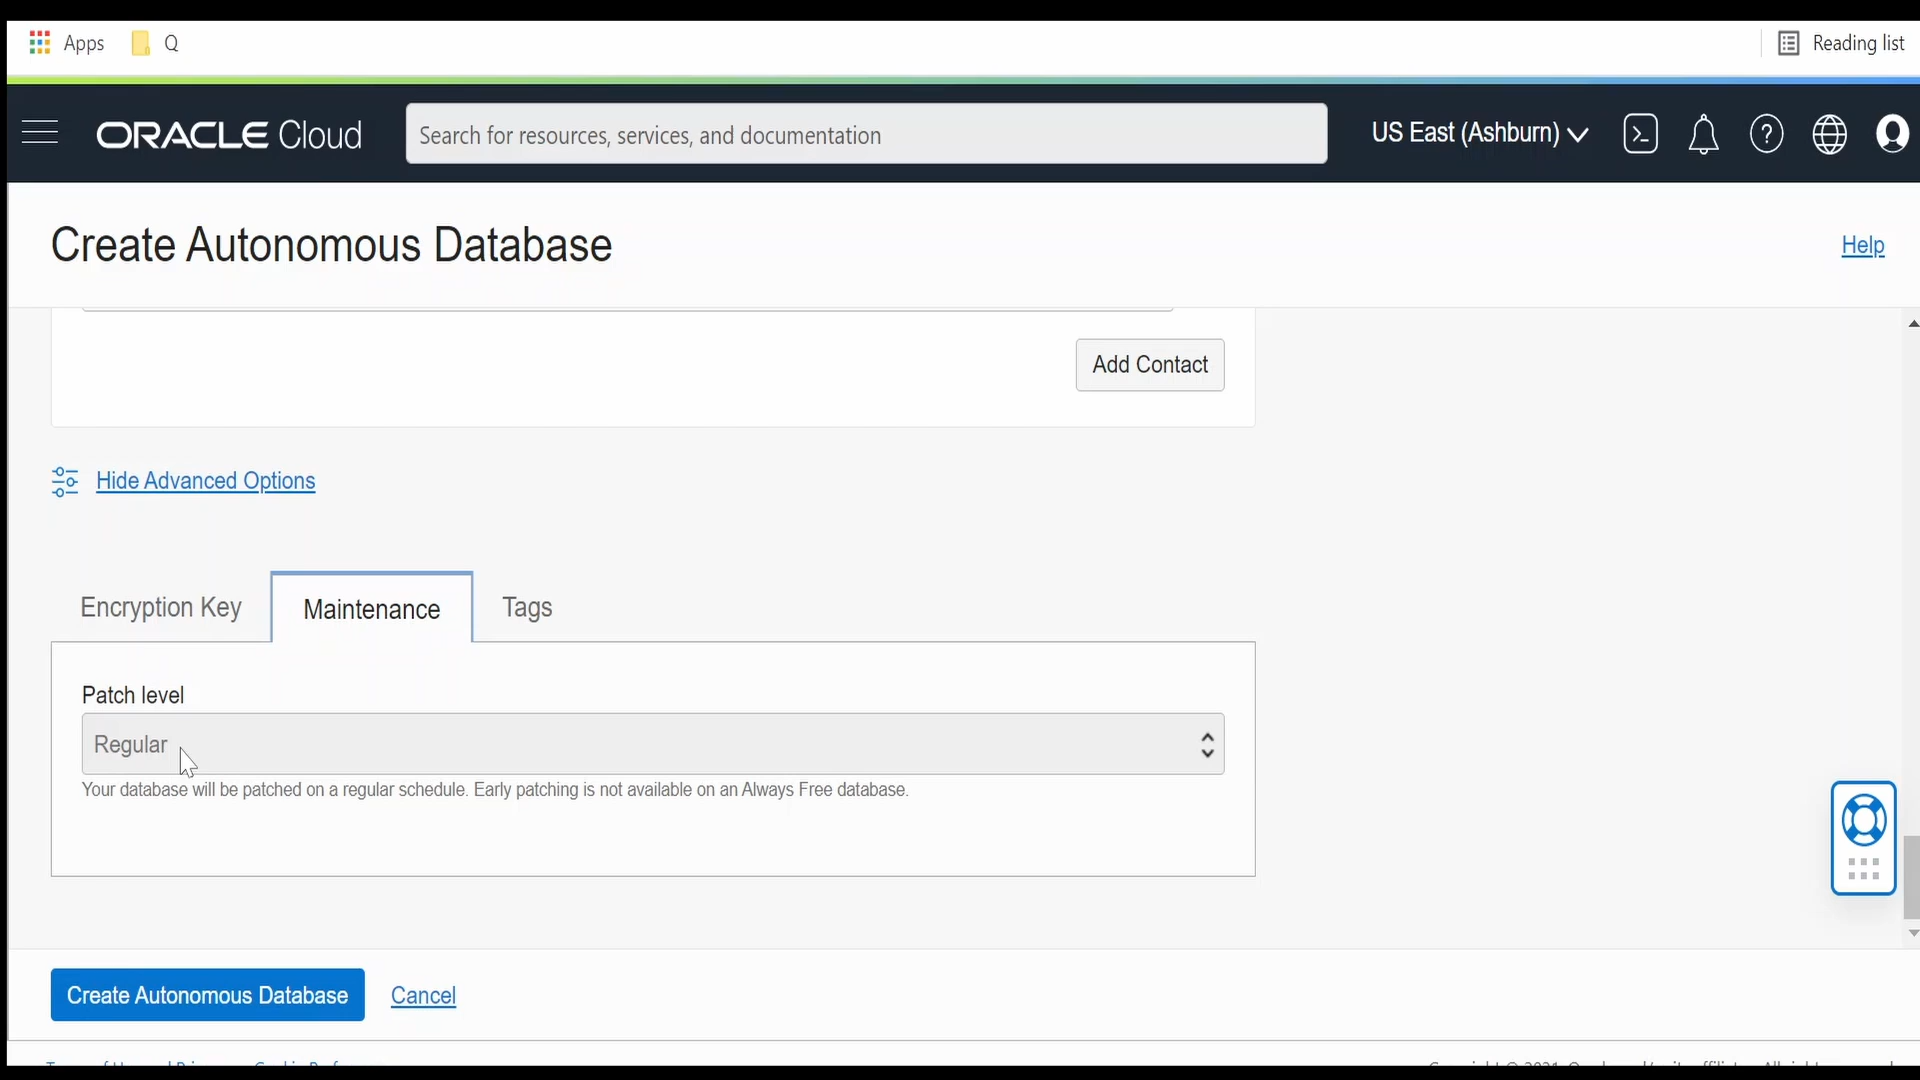 Apps Q Reading list
ORACLE Cloud Search for resources, services, and documentation US East (Ashburn)
Create Autonomous Database Help
Add Contact
Hide Advanced Options
Encryption Key Maintenance Tags
Patch level
Regular
Your database will be patched on a regular schedule. Early patching is not available on an Always Free database.
Create Autonomous Database Cancel